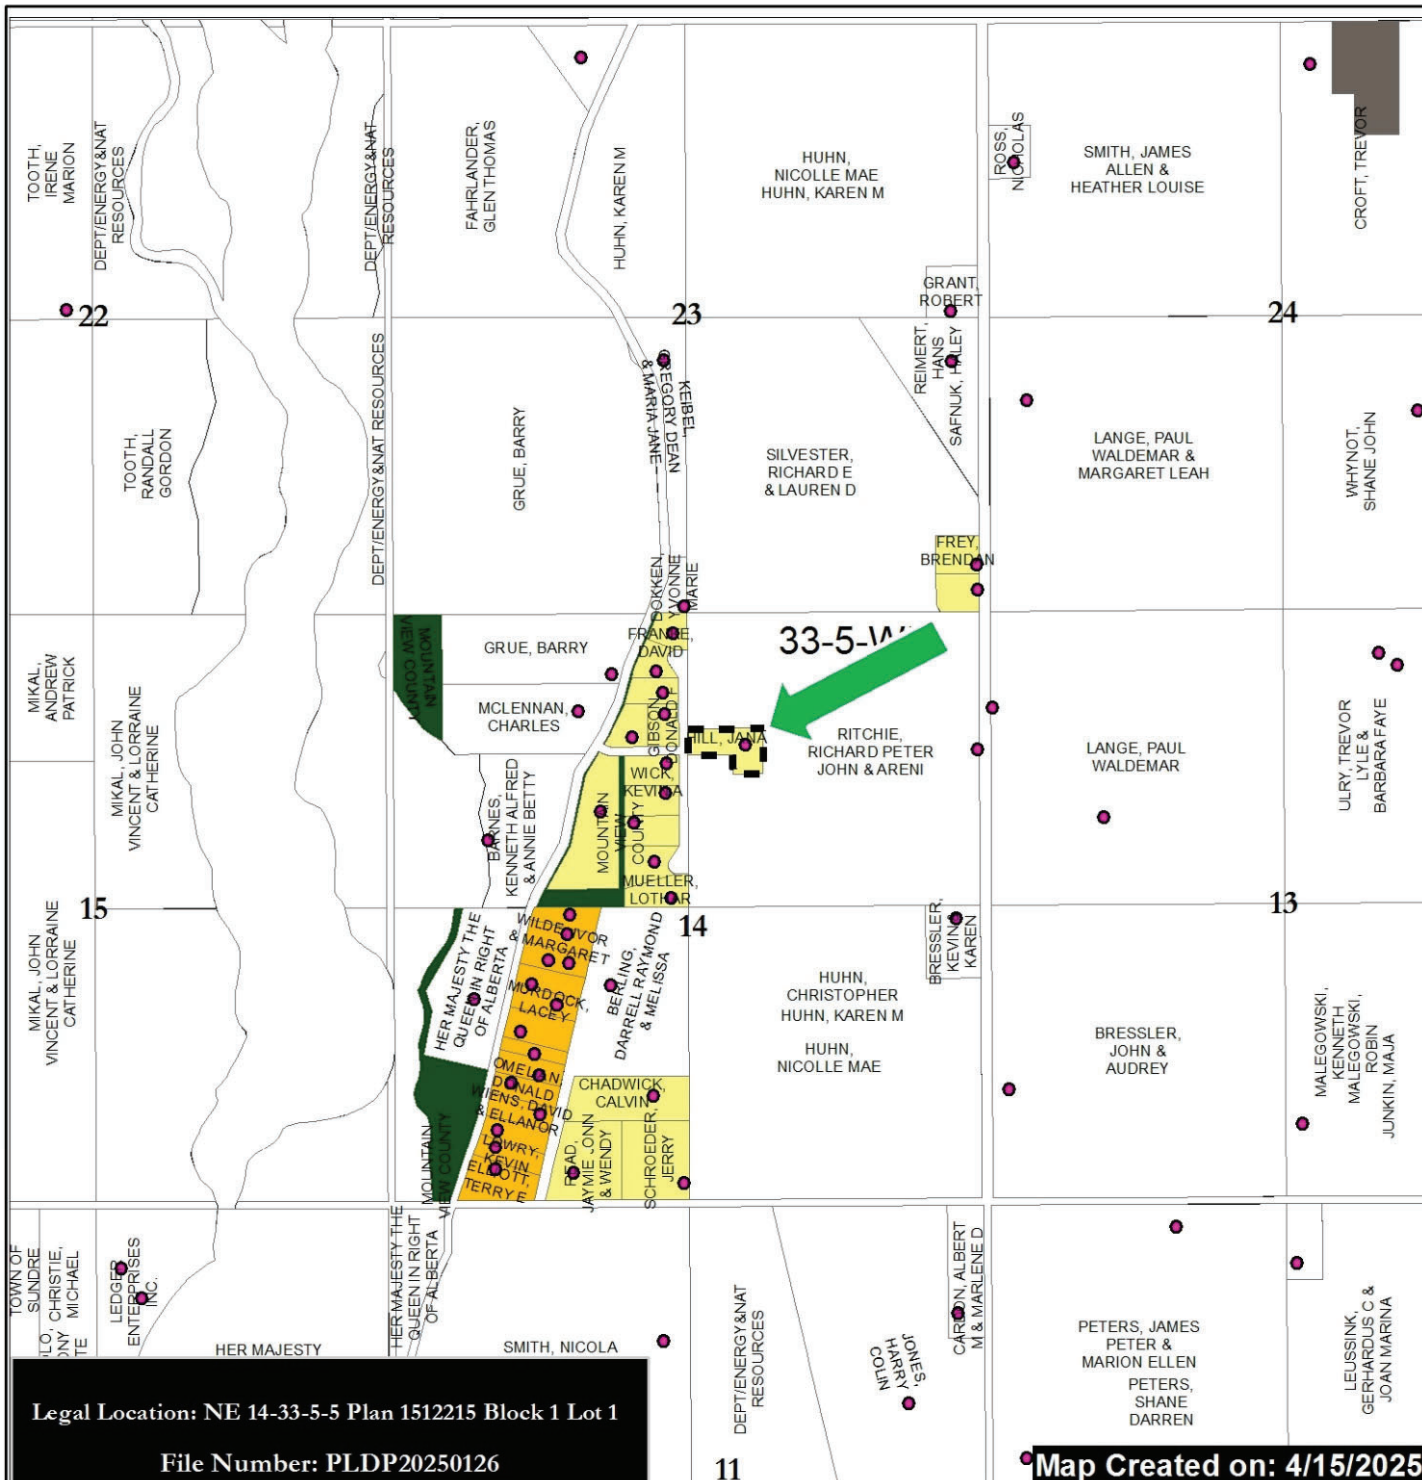 TOOTH,
IRENE
MARION
DEPT/ENERGY&NAT
RESOURCES
DEPT/ENERGY&NAT
RESOURCES
FAHRLANDER,
GLEN THOMAS
HUHN, KAREN M
HUHN,
NICOLLE MAE
HUHN, KAREN M
ROSS,
NICHOLAS
SMITH, JAMES
ALLEN &
HEATHER LOUISE
CROFT, TREVOR
22
23
24
GRANT,
ROBERT
REIMERT,
HANS
SAFNUK, HALEY
TOOTH,
RANDALL
GORDON
DEPT/ENERGY&NAT RESOURCES
GRUE, BARRY
KEIBEL,
GREGORY DEAN
& MARIA JANE
SILVESTER,
RICHARD E
& LAUREN D
LANGE, PAUL
WALDEMAR &
MARGARET LEAH
WHYNOT,
SHANE JOHN
FREY,
BRENDAN
DOKKEN,
YVONNE
MARIE
MIKAL,
ANDREW
PATRICK
MIKAL, JOHN
VINCENT & LORRAINE
CATHERINE
MOUNTAIN
VIEW COUNTY
GRUE, BARRY
FRANKE,
DAVID
33-5-W
MCLENNAN,
CHARLES
GIBSON,
DONALD F
HILL, JANA
RITCHIE,
RICHARD PETER
JOHN & ARENI
LANGE, PAUL
WALDEMAR
ULRY, TREVOR
LYLE &
BARBARA FAYE
BARNES,
KENNETH ALFRED
& ANNIE BETTY
MOUNTAIN
VIEW
COUNTY
WICK,
MUELLER,
LOTHAR
15
14
13
MIKAL, JOHN
VINCENT & LORRAINE
CATHERINE
HER MAJESTY THE
QUEEN IN RIGHT
OF ALBERTA
& MARGARET
MURDOCK,
LACEY
BERLING,
DARRELL RAYMOND
& MELISSA
HUHN,
CHRISTOPHER
HUHN, KAREN M
HUHN,
NICOLLE MAE
BRESSLER,
KEVIN &
KAREN
BRESSLER,
JOHN &
AUDREY
MALEGOWSKI,
KENNETH
MALEGOWSKI,
ROBIN
JUNKIN, MAJA
DONALD
WIENS, DAVID
& ELLANOR
LOWRY,
KEVIN
ELLIOTT,
TERRY E
CHADWICK,
CALVIN
READ,
JAYMIE JONN
& WENDY
SCHROEDER,
JERRY
MOUNTAIN
VIEW COUNTY
TOWN OF
SUNDRE
CHRISTIE,
MICHAEL
LEDGER
ENTERPRISES
INC.
HER MAJESTY
HER MAJESTY THE
QUEEN IN RIGHT
OF ALBERTA
SMITH, NICOLA
DEPT/ENERGY&NAT
RESOURCES
JONES,
HARRY
COLIN
CARLSON, ALBERT
M & MARLENE D
PETERS, JAMES
PETER &
MARION ELLEN
PETERS,
SHANE
DARREN
LEUSSINK,
GERHARDUS C &
JOAN MARINA
11
Legal Location: NE 14-33-5-5 Plan 1512215 Block 1 Lot 1
File Number: PLDP20250126
Map Created on: 4/15/2025